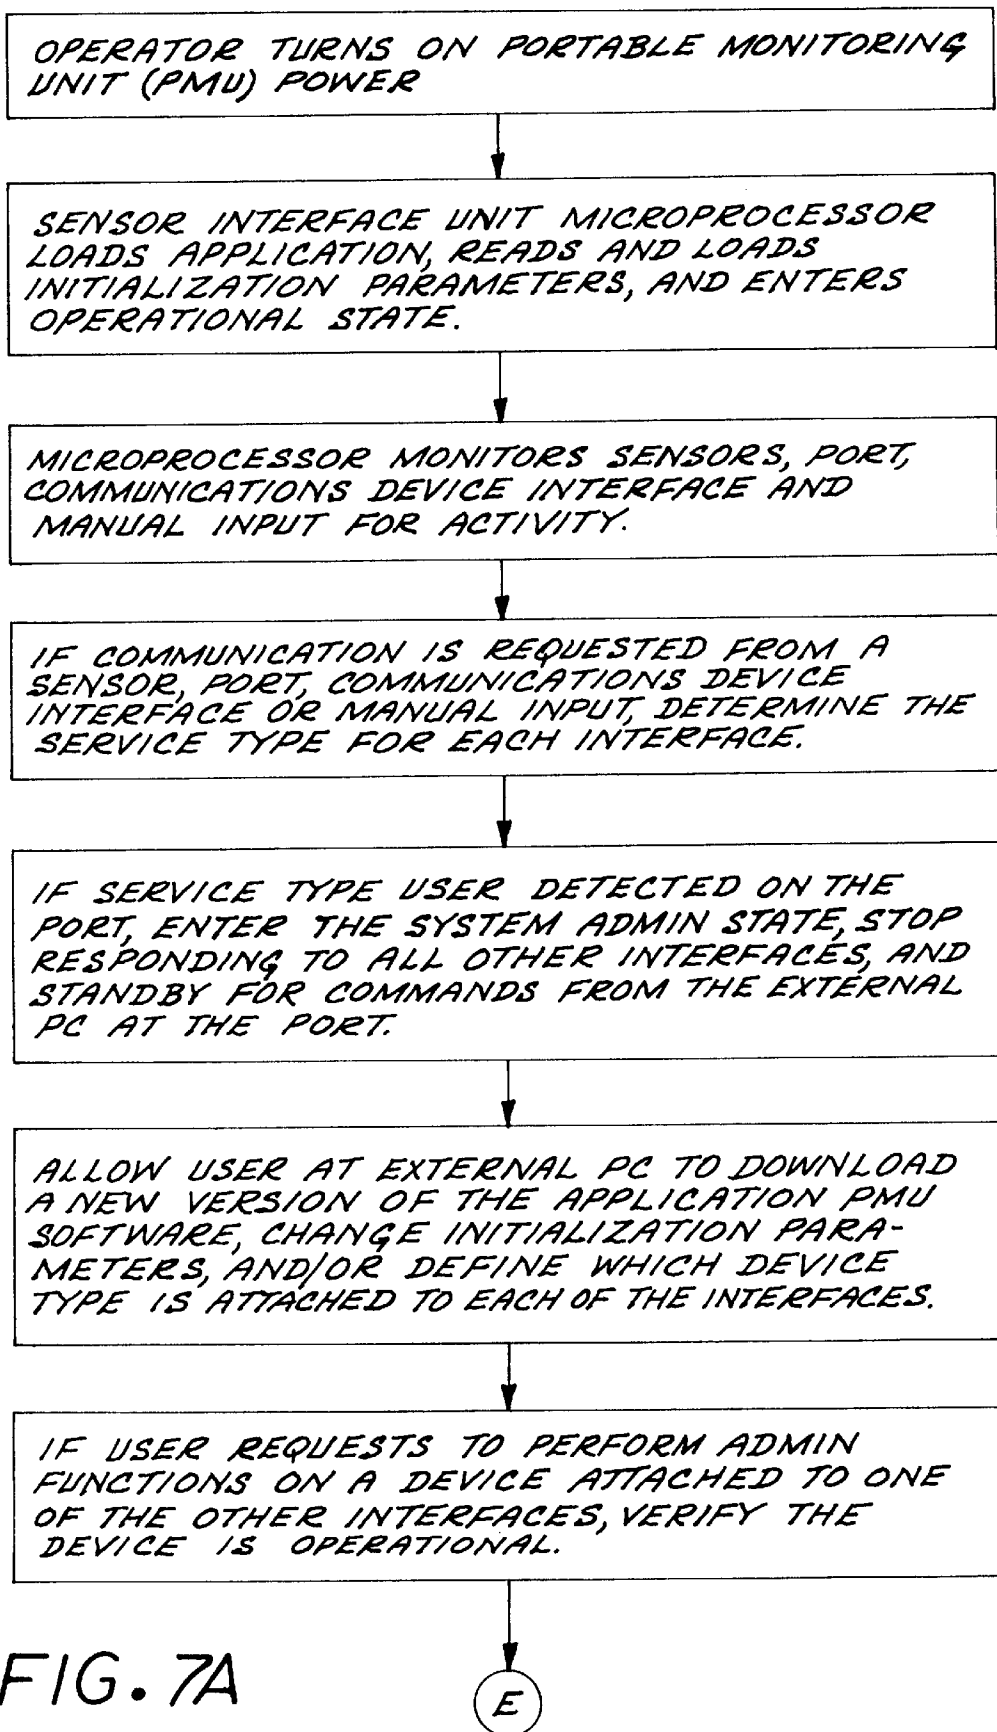 OPERATOR TURNS ON PORTABLE MONITORING
UNIT (PMU) POWER
SENSOR INTERFACE UNIT MICROPROCESSOR
LOADS APPLICATION, READS AND LOADS
INITIALIZATION PARAMETERS, AND ENTERS
OPERATIONAL STATE.
MICROPROCESSOR MONITORS SENSORS, PORT,
COMMUNICATIONS DEVICE INTERFACE AND
MANUAL INPUT FOR ACTIVITY.
IF COMMUNICATION IS REQUESTED FROM A
SENSOR, PORT, COMMUNICATIONS DEVICE
INTERFACE OR MANUAL INPUT, DETERMINE THE
SERVICE TYPE FOR EACH INTERFACE.
IF SERVICE TYPE USER DETECTED ON THE
PORT, ENTER THE SYSTEM ADMIN STATE, STOP
RESPONDING TO ALL OTHER INTERFACES, AND
STANDBY FOR COMMANDS FROM THE EXTERNAL
PC AT THE PORT.
ALLOW USER AT EXTERNAL PC TO DOWNLOAD
A NEW VERSION OF THE APPLICATION PMU
SOFTWARE, CHANGE INITIALIZATION PARA-
METERS, AND/OR DEFINE WHICH DEVICE
TYPE IS ATTACHED TO EACH OF THE INTERFACES.
IF USER REQUESTS TO PERFORM ADMIN
FUNCTIONS ON A DEVICE ATTACHED TO ONE
OF THE OTHER INTERFACES, VERIFY THE
DEVICE IS OPERATIONAL.
FIG. 7A
E